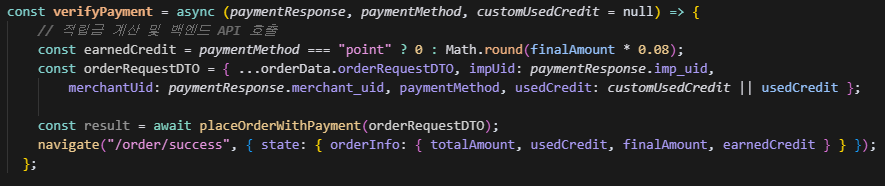 const verifyPayment = async (paymentResponse, paymentMethod, customUsedCredit = null) => {
// 적립금 계산 및 백엔드 API 호출
const earnedCredit = paymentMethod === "point" ? 0 : Math.round(finalAmount * 0.08);
const orderRequestDTO = { ...orderData.orderRequestDTO, impUid: paymentResponse.imp_uid,
merchantUid: paymentResponse.merchant_uid, paymentMethod, usedCredit: customUsedCredit || usedCredit };
const result = await placeOrderWithPayment(orderRequestDTO);
navigate("/order/success", { state: { orderInfo: { totalAmount, usedCredit, finalAmount, earnedCredit } } });
};